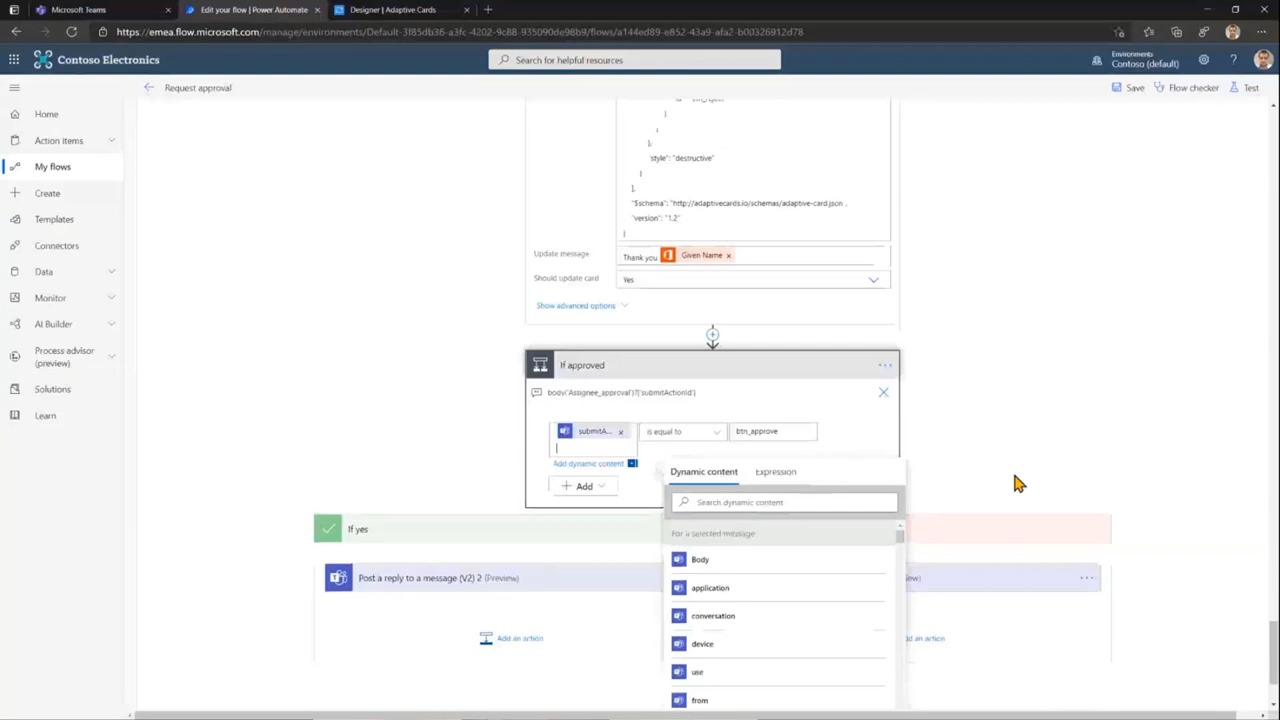 Microsoft Teams
Edit your flow | Power Automate
Designer | Adaptive Cards
https://emea.flow.microsoft.com/manage/environments/Default-3f85db36-a3fc-4202-9c88-935090de98b9/flows/a144ed89-e852-43a9-afa2-b00326912d78
Contoso Electronics
Search for helpful resources
Environments
Contoso (default)
Request approval
Save
Flow checker
Test
Home
Action items
My flows
Create
Templates
Connectors
Data
Monitor
AI Builder
Process advisor
(preview)
Solutions
Learn
}
}
];
"style": "destructive"
}
],
"$schema": "http://adaptivecards.io/schemas/adaptive-card.json
"version": "1.2"
}
Update message
Thank you Given Name ×
Should update card
Yes
Show advanced options
If approved
body('Assignee_approval')?['submitActionId']
submitA... ×
is equal to
btn_approve
Add dynamic content
Add
Dynamic content
Expression
Search dynamic content
For a selected message
Body
application
conversation
device
use
from
If yes
Post a reply to a message (V2) 2 (Preview)
Add an action